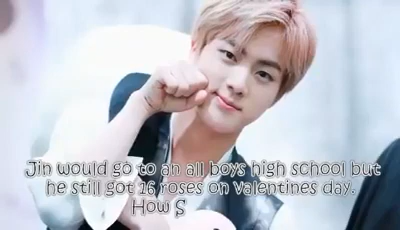 Jin would go to an all boys high school but
he still got 16 roses on valentines day.
How S